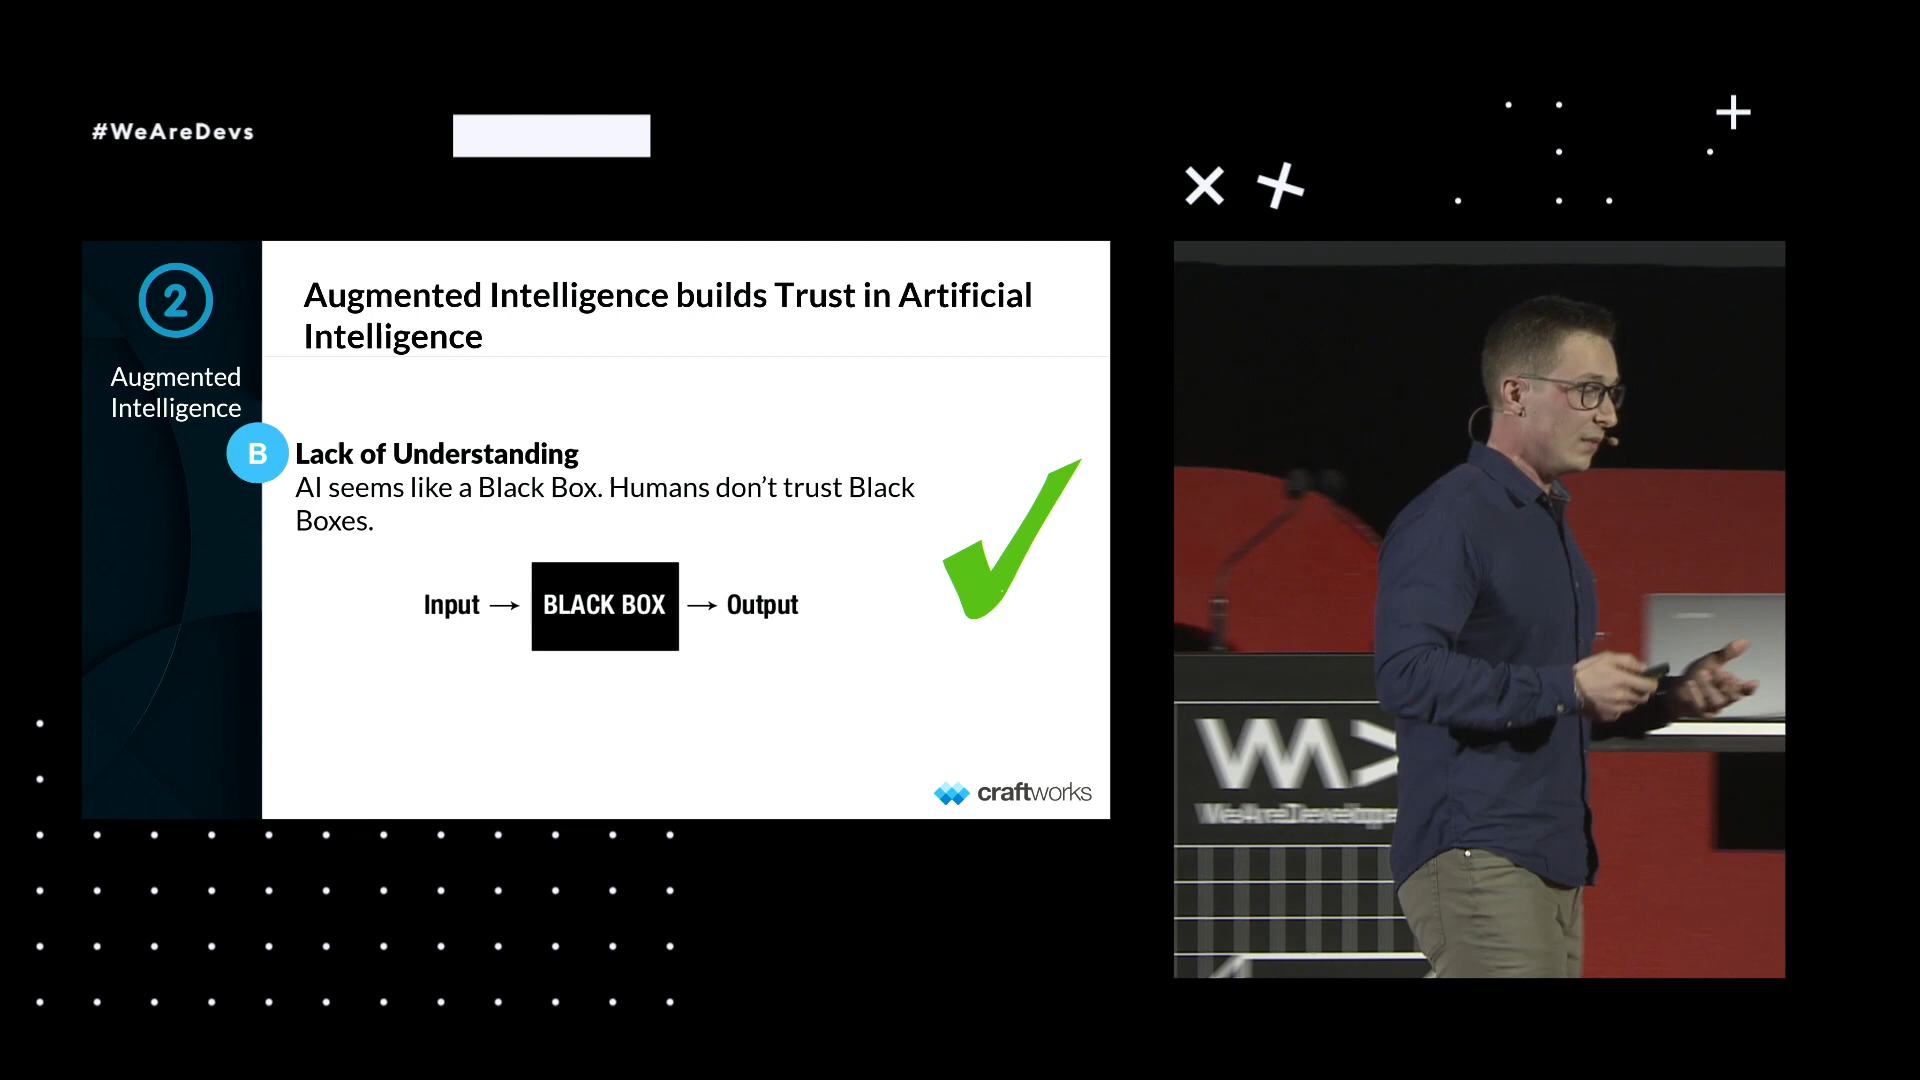 #WeAreDevs
2
Augmented
Intelligence
Augmented Intelligence builds Trust in Artificial
Intelligence
B
Lack of Understanding
AI seems like a Black Box. Humans don’t trust Black
Boxes.
Input → BLACK BOX → Output
craftworks
WeAreDevelope